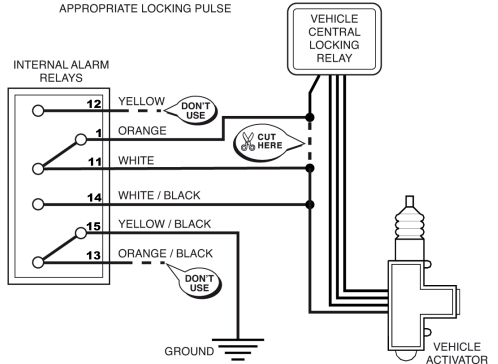 APPROPRIATE LOCKING PULSE
VEHICLE
CENTRAL
LOCKING
RELAY
INTERNAL ALARM
RELAYS
12 YELLOW
DON'T
USE
1 ORANGE
CUT
HERE
11 WHITE
14 WHITE / BLACK
15 YELLOW / BLACK
13 ORANGE / BLACK
DON'T
USE
GROUND
VEHICLE
ACTIVATOR